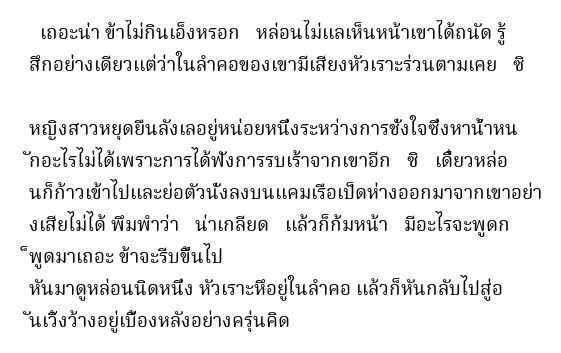 เถอะน่า ข้าไม่กินเอ็งหรอก   หล่อนไม่แลเห็นหน้าเขาได้ถนัด รู้
สึกอย่างเดียวแต่ว่าในลำคอของเขามีเสียงหัวเราะร่วนตามเคย   ซิ
หญิงสาวหยุดยืนลังเลอยู่หน่อยหนึ่งระหว่างการชั่งใจซึ่งหาน้ำหน
ักอะไรไม่ได้เพราะการได้ฟังการรบเร้าจากเขาอีก   ซิ   เดี๋ยวหล่อ
นก็ก้าวเข้าไปและย่อตัวนั่งลงบนแคมเรือเป็ดห่างออกมาจากเขาอย่า
งเสียไม่ได้ พึมพำว่า   น่าเกลียด   แล้วก็ก้มหน้า   มีอะไรจะพูดก
็พูดมาเถอะ ข้าจะรีบขึ้นไป
หันมาดูหล่อนนิดหนึ่ง หัวเราะหึอยู่ในลำคอ แล้วก็หันกลับไปสู่อ
ันเวิ้งว้างอยู่เบื้องหลังอย่างครุ่นคิด